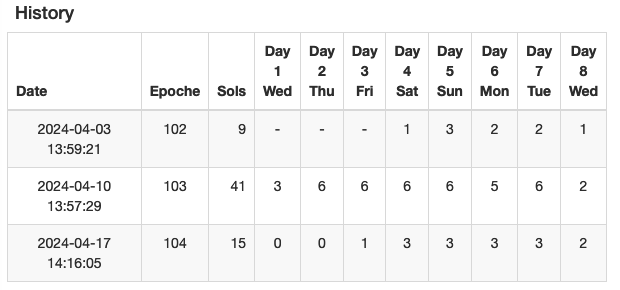 History
Date Epoche Sols Day 1 Wed Day 2 Thu Day 3 Fri Day 4 Sat Day 5 Sun Day 6 Mon Day 7 Tue Day 8 Wed
2024-04-03 13:59:21 102 9 - - - 1 3 2 2 1
2024-04-10 13:57:29 103 41 3 6 6 6 6 5 6 2
2024-04-17 14:16:05 104 15 0 0 1 3 3 3 3 2